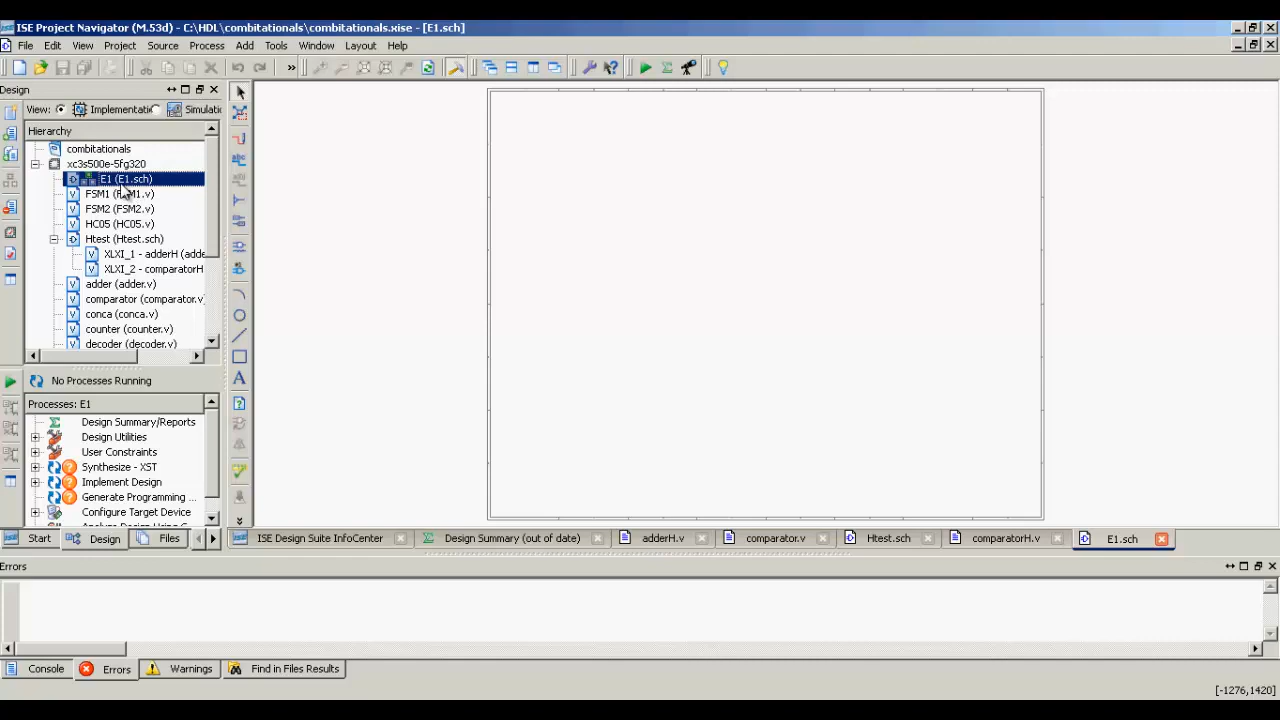 ISE Project Navigator (M.53d) - C:\HDL\combitationals\combitationals.xise - [E1.sch]
File Edit View Project Source Process Add Tools Window Layout Help
Design
View: Implementatic Simulatic
Hierarchy
combitationals
xc3s500e-5fg320
E1 (E1.sch)
FSM1 (FSM1.v)
FSM2 (FSM2.v)
HC05 (HC05.v)
Htest (Htest.sch)
XLXI_1 - adderH (adde
XLXI_2 - comparatorH
adder (adder.v)
comparator (comparator.v)
conca (conca.v)
counter (counter.v)
decoder (decoder.v)
No Processes Running
Processes: E1
Design Summary/Reports
Design Utilities
User Constraints
Synthesize - XST
Implement Design
Generate Programming ...
Configure Target Device
Start Design Files
ISE Design Suite InfoCenter Design Summary (out of date) adderH.v comparator.v Htest.sch comparatorH.v E1.sch
Errors
Console Errors Warnings Find in Files Results
[-1276,1420]